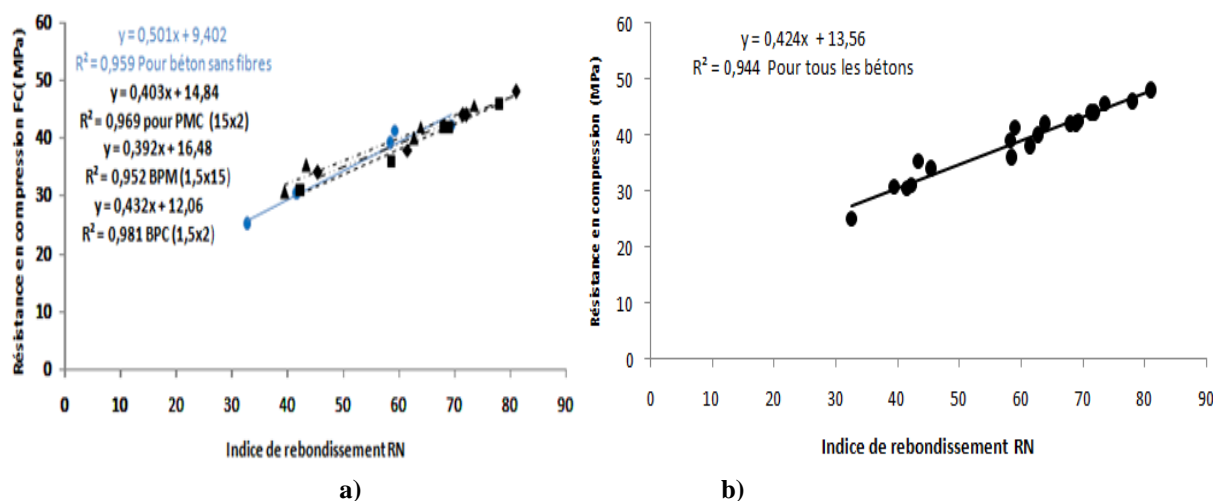 60
50
40
30
20
10
0
Résistance en compression FC(MPa)
y = 0,501x + 9,402
R² = 0,959 Pour béton sans fibres
y = 0,403x + 14,84
R² = 0,969 pour PMC (15x2)
y = 0,392x + 16,48
R² = 0,952 BPM (1,5x15)
y = 0,432x + 12,06
R² = 0,981 BPC (1,5x2)
0 10 20 30 40 50 60 70 80 90
Indice de rebondissement RN
a)
60
50
40
30
20
10
0
Résistance en compression (MPa)
y = 0,424x + 13,56
R² = 0,944 Pour tous les bétons
0 10 20 30 40 50 60 70 80 90
Indice de rebondissement RN
b)